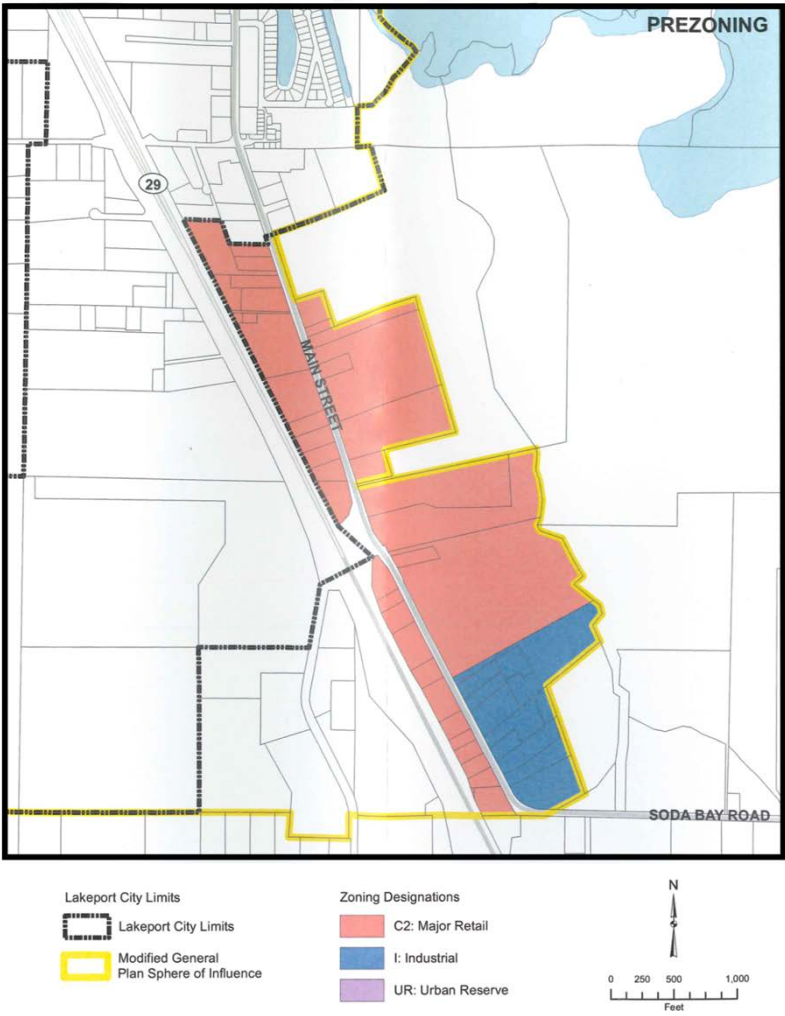 PREZONING
29
MAIN STREET
SODA BAY ROAD
Lakeport City Limits
Lakeport City Limits
Modified General
Plan Sphere of Influence
Zoning Designations
C2: Major Retail
I: Industrial
UR: Urban Reserve
N
0 250 500 1,000
Feet